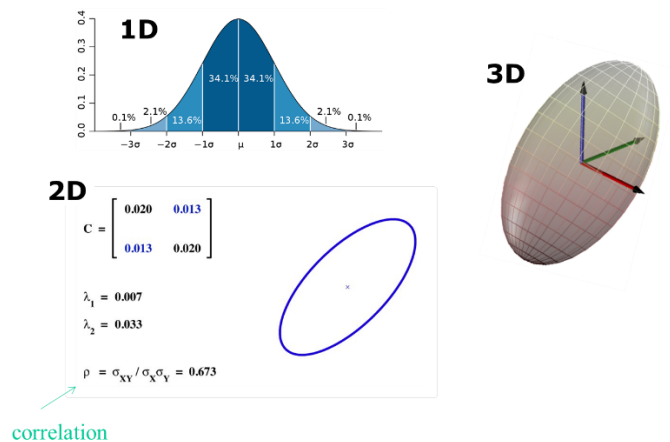 1D
0.4
0.3
0.2
0.1
0.0
34.1% 34.1%
0.1% 2.1% 13.6% 13.6% 2.1% 0.1%
−3σ −2σ −1σ μ 1σ 2σ 3σ
3D
2D
C = [ 0.020 0.013
0.013 0.020 ]
λ1 = 0.007
λ2 = 0.033
ρ = σXY / σXσY = 0.673
correlation